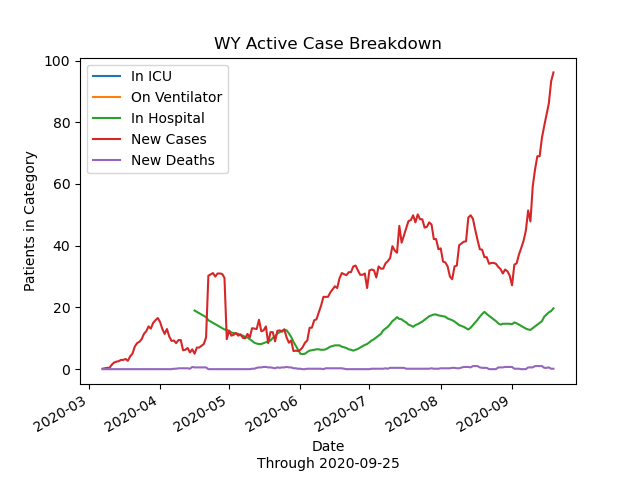 WY Active Case Breakdown
In ICU
On Ventilator
In Hospital
New Cases
New Deaths
Patients in Category
100
80
60
40
20
0
2020-03
2020-04
2020-05
2020-06
2020-07
2020-08
2020-09
Date
Through 2020-09-25